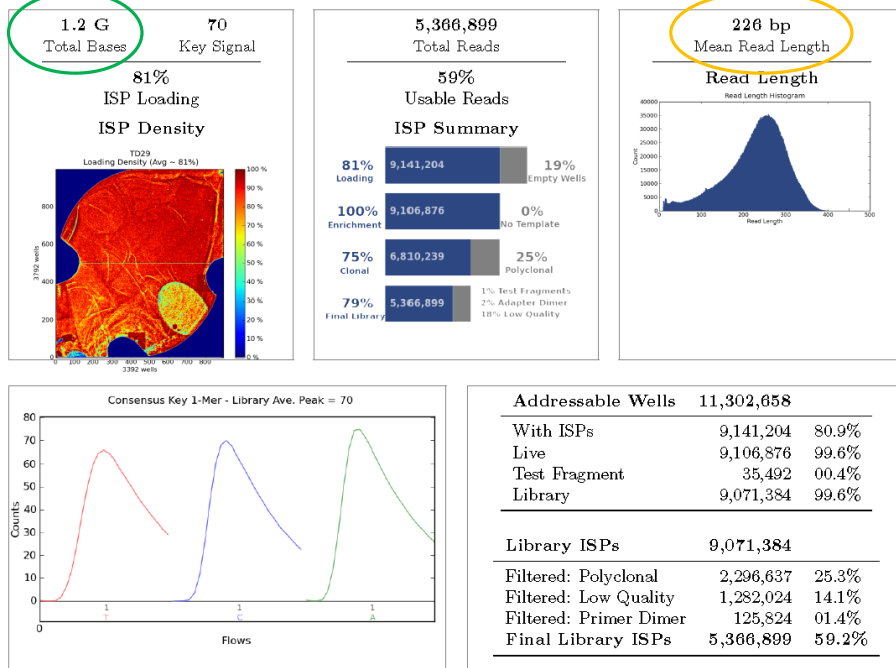 1.2 G 70
Total Bases Key Signal
81%
ISP Loading
ISP Density
TD29
Loading Density (Avg ~ 81%)
3792 wells
800
600
400
200
0
0 100 200 300 400 500 600 700 800
3392 wells
100 %
90 %
80 %
70 %
60 %
50 %
40 %
30 %
20 %
10 %
0 %
5,366,899
Total Reads
59%
Usable Reads
ISP Summary
81% 9,141,204 19%
Loading Empty Wells
100% 9,106,876 0%
Enrichment No Template
75% 6,810,239 25%
Clonal Polyclonal
79% 5,366,899
Final Library
1% Test Fragments
2% Adapter Dimer
18% Low Quality
226 bp
Mean Read Length
Read Length
Read Length Histogram
Count
40000
35000
30000
25000
20000
15000
10000
5000
0
0 100 200 300 400 500
Read Length
Consensus Key 1-Mer - Library Ave. Peak = 70
Counts
80
70
60
50
40
30
20
10
0
1 1 1
T C A
0
Flows
Addressable Wells 11,302,658
With ISPs 9,141,204 80.9%
Live 9,106,876 99.6%
Test Fragment 35,492 00.4%
Library 9,071,384 99.6%
Library ISPs 9,071,384
Filtered: Polyclonal 2,296,637 25.3%
Filtered: Low Quality 1,282,024 14.1%
Filtered: Primer Dimer 125,824 01.4%
Final Library ISPs 5,366,899 59.2%